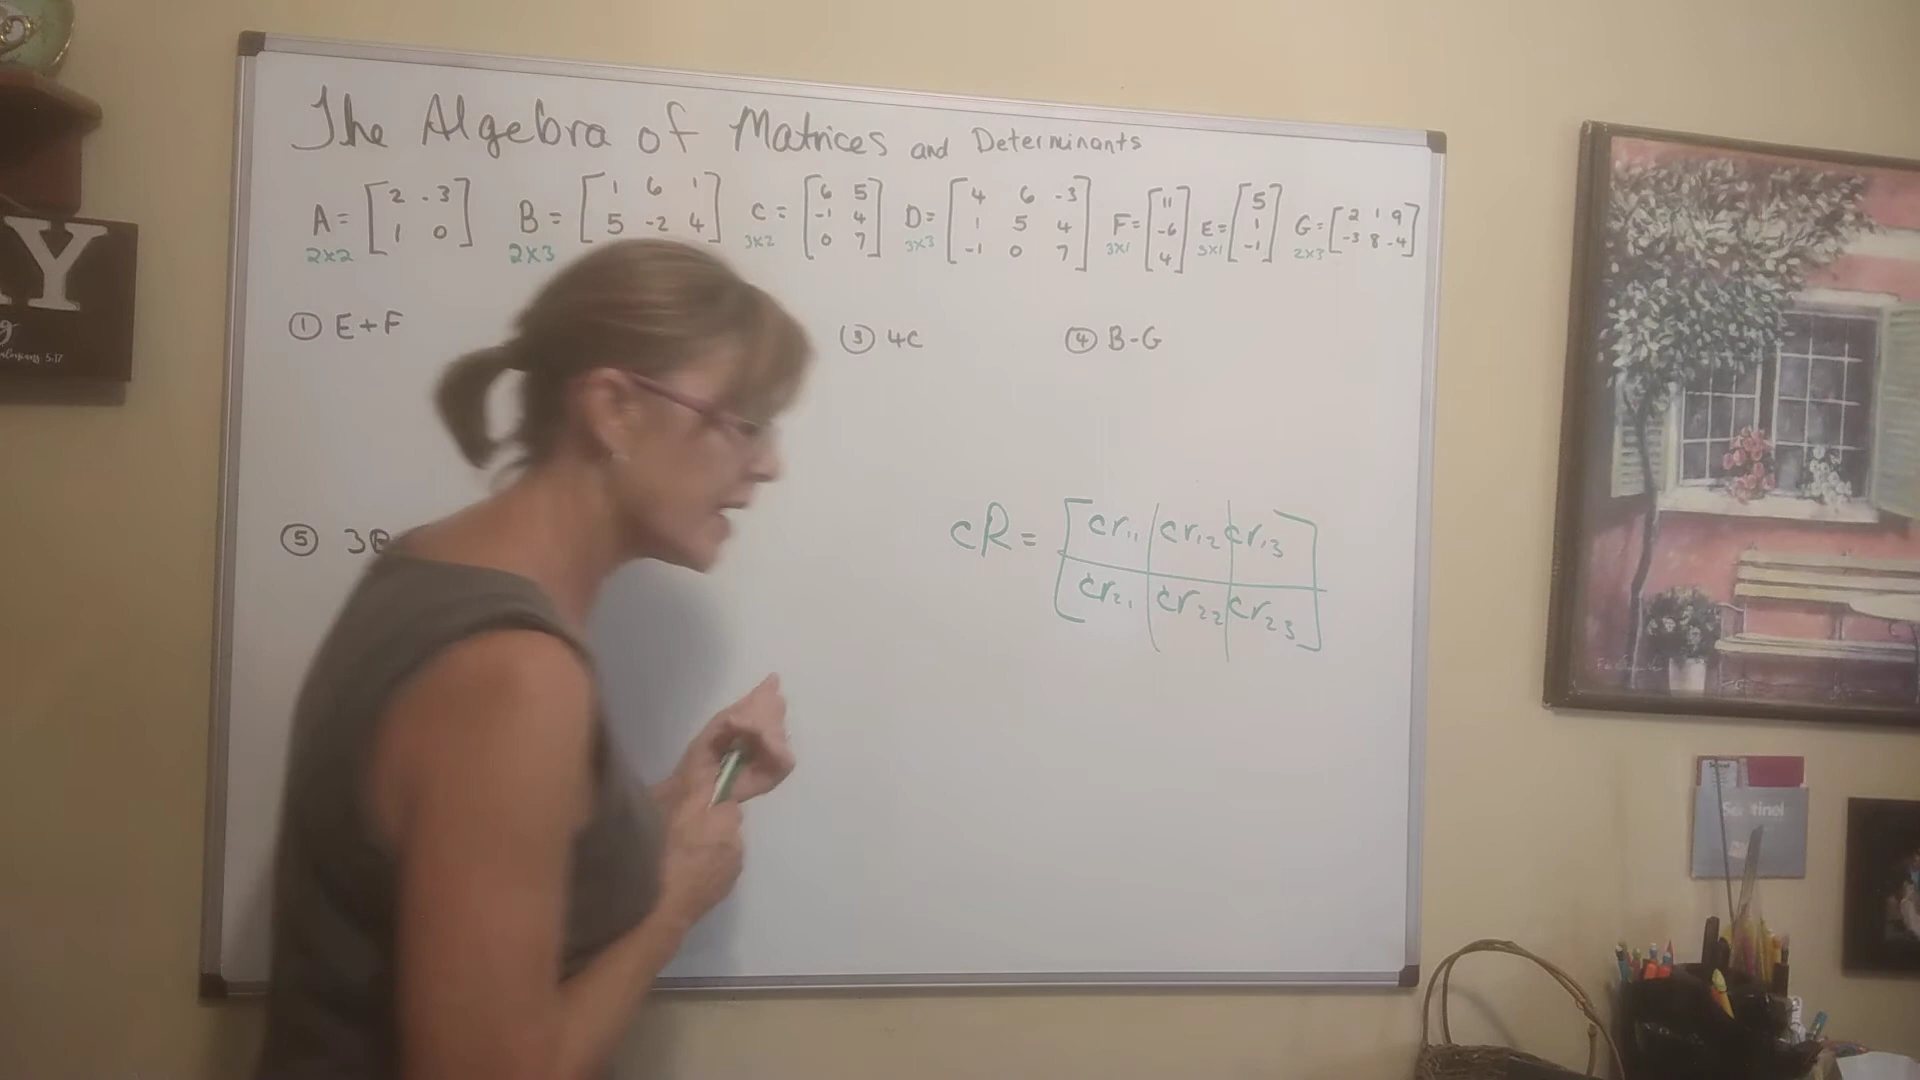 The Algebra of Matrices and Determinants
A = [2 -3
1 0]
2x2
B = [1 6 1
5 -2 4]
2x3
C = [6 5
-1 4
0 7]
3x2
D = [4 6 -3
1 5 4
-1 0 7]
3x3
F = [11
-6
4]
3x1
E = [5
1
-1]
3x1
G = [2 1 9
-3 8 -4]
2x3
① E+F
③ 4C
④ B-G
⑤ 3
cR = [cr11 | cr12 | cr13
cr21 | cr22 | cr23]
Y
5:17